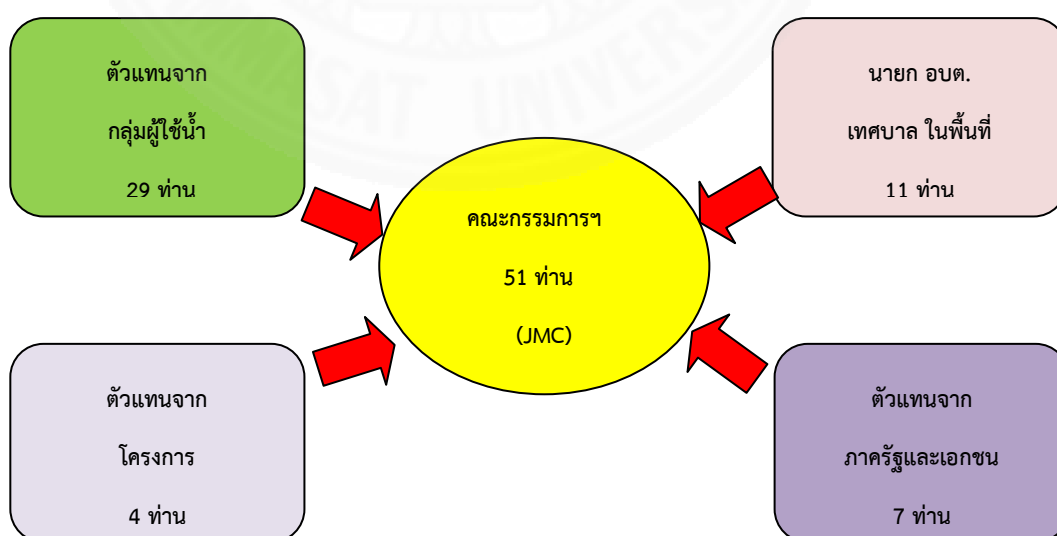 SAT UNIVERS
ตัวแทนจาก
กลุ่มผู้ใช้น้ำ
29 ท่าน
นายก อบต.
เทศบาล ในพื้นที่
11 ท่าน
คณะกรรมการฯ
51 ท่าน
(JMC)
ตัวแทนจาก
โครงการ
4 ท่าน
ตัวแทนจาก
ภาครัฐและเอกชน
7 ท่าน